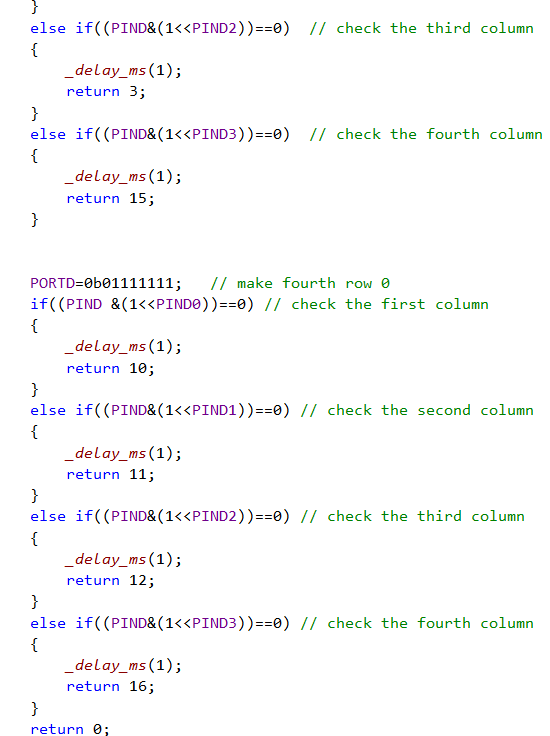 }
else if((PIND&(1<<PIND2))==0)  // check the third column
{
    _delay_ms(1);
    return 3;
}
else if((PIND&(1<<PIND3))==0)  // check the fourth column
{
    _delay_ms(1);
    return 15;
}
PORTD=0b01111111;   // make fourth row 0
if((PIND &(1<<PIND0))==0) // check the first column
{
    _delay_ms(1);
    return 10;
}
else if((PIND&(1<<PIND1))==0) // check the second column
{
    _delay_ms(1);
    return 11;
}
else if((PIND&(1<<PIND2))==0) // check the third column
{
    _delay_ms(1);
    return 12;
}
else if((PIND&(1<<PIND3))==0) // check the fourth column
{
    _delay_ms(1);
    return 16;
}
return 0;